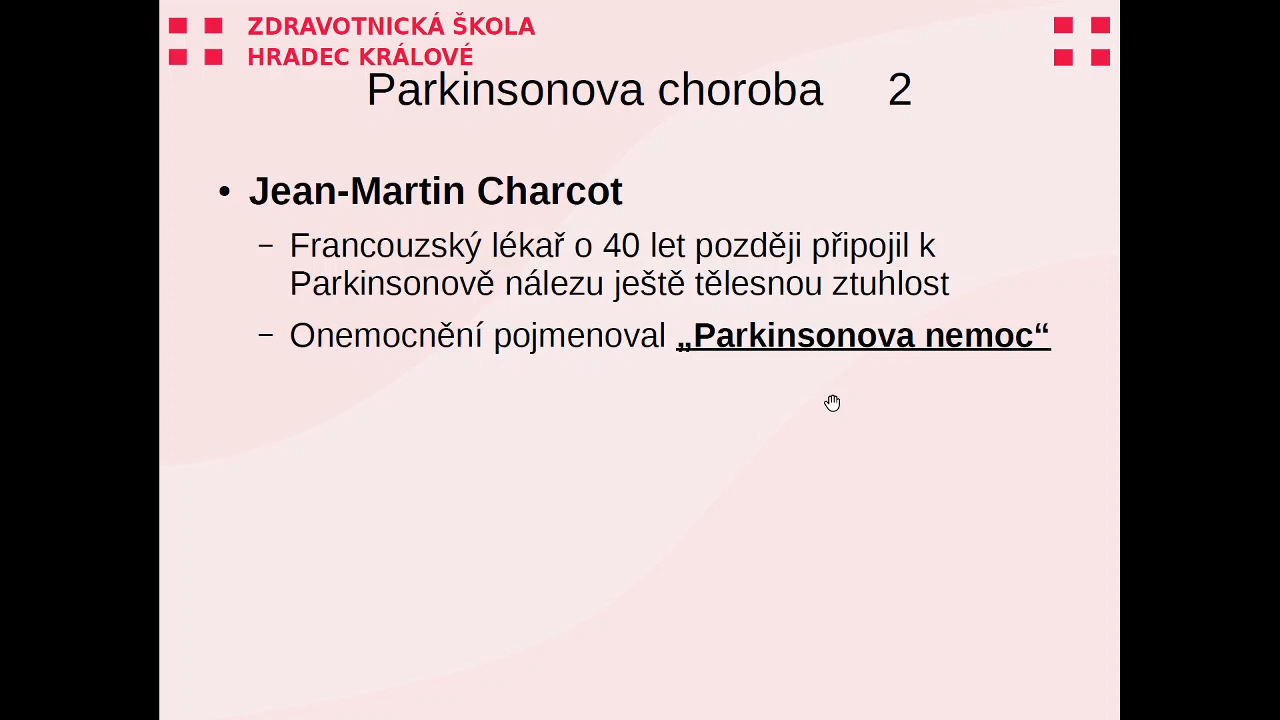 ZDRAVOTNICKÁ ŠKOLA
HRADEC KRÁLOVÉ
Parkinsonova choroba 2
• Jean-Martin Charcot
– Francouzský lékař o 40 let později připojil k
Parkinsonově nálezu ještě tělesnou ztuhlost
– Onemocnění pojmenoval „Parkinsonova nemoc“